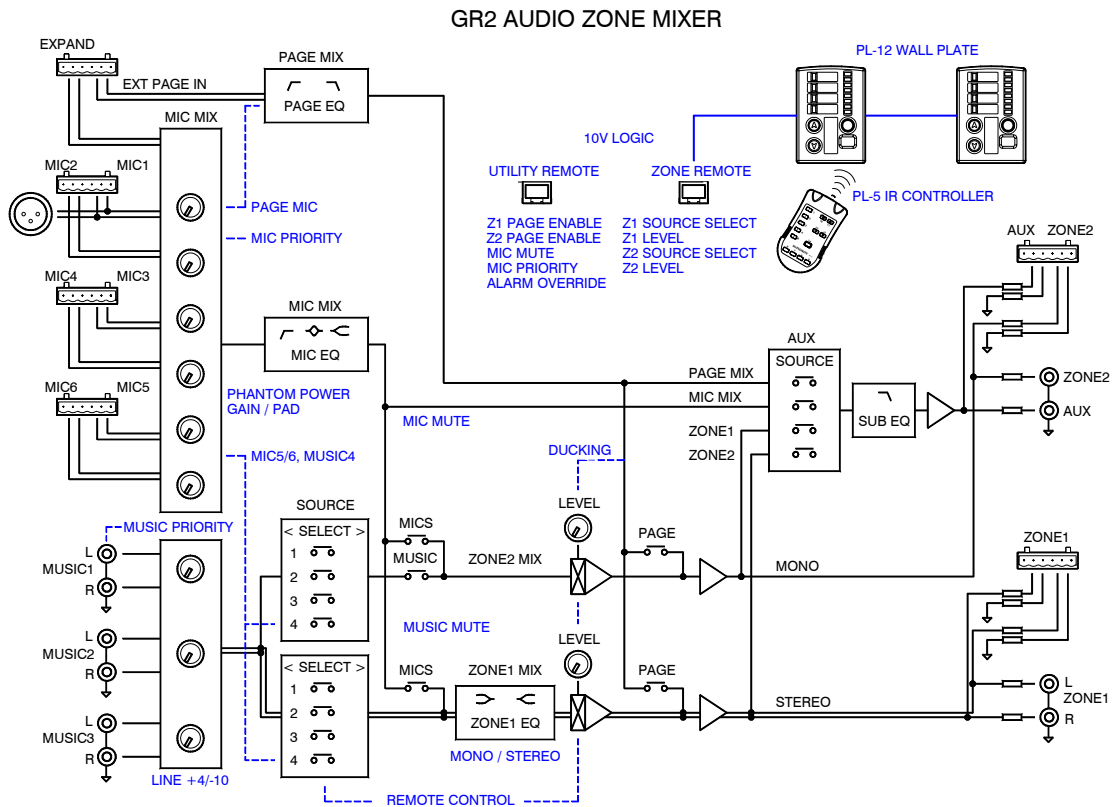 GR2 AUDIO ZONE MIXER
EXPAND
PAGE MIX
PL-12 WALL PLATE
EXT PAGE IN
PAGE EQ
MIC MIX
10V LOGIC
MIC2
MIC1
UTILITY REMOTE
ZONE REMOTE
PL-5 IR CONTROLLER
PAGE MIC
Z1 PAGE ENABLE
Z2 PAGE ENABLE
MIC MUTE
MIC PRIORITY
ALARM OVERRIDE
Z1 SOURCE SELECT
Z1 LEVEL
Z2 SOURCE SELECT
Z2 LEVEL
AUX
ZONE2
MIC PRIORITY
MIC4
MIC3
MIC MIX
MIC EQ
AUX
SOURCE
PAGE MIX
MIC MIX
ZONE1
ZONE2
SUB EQ
ZONE2
AUX
MIC6
MIC5
PHANTOM POWER
GAIN / PAD
MIC MUTE
MIC5/6, MUSIC4
DUCKING
SOURCE
LEVEL
MUSIC PRIORITY
< SELECT >
1
2
3
4
MICS
MUSIC
ZONE2 MIX
PAGE
MONO
ZONE1
L
MUSIC1
R
MUSIC MUTE
LEVEL
L
MUSIC2
R
< SELECT >
1
2
3
4
MICS
ZONE1 MIX
ZONE1 EQ
PAGE
STEREO
L
ZONE1
R
L
MUSIC3
R
MONO / STEREO
LINE +4/-10
REMOTE CONTROL